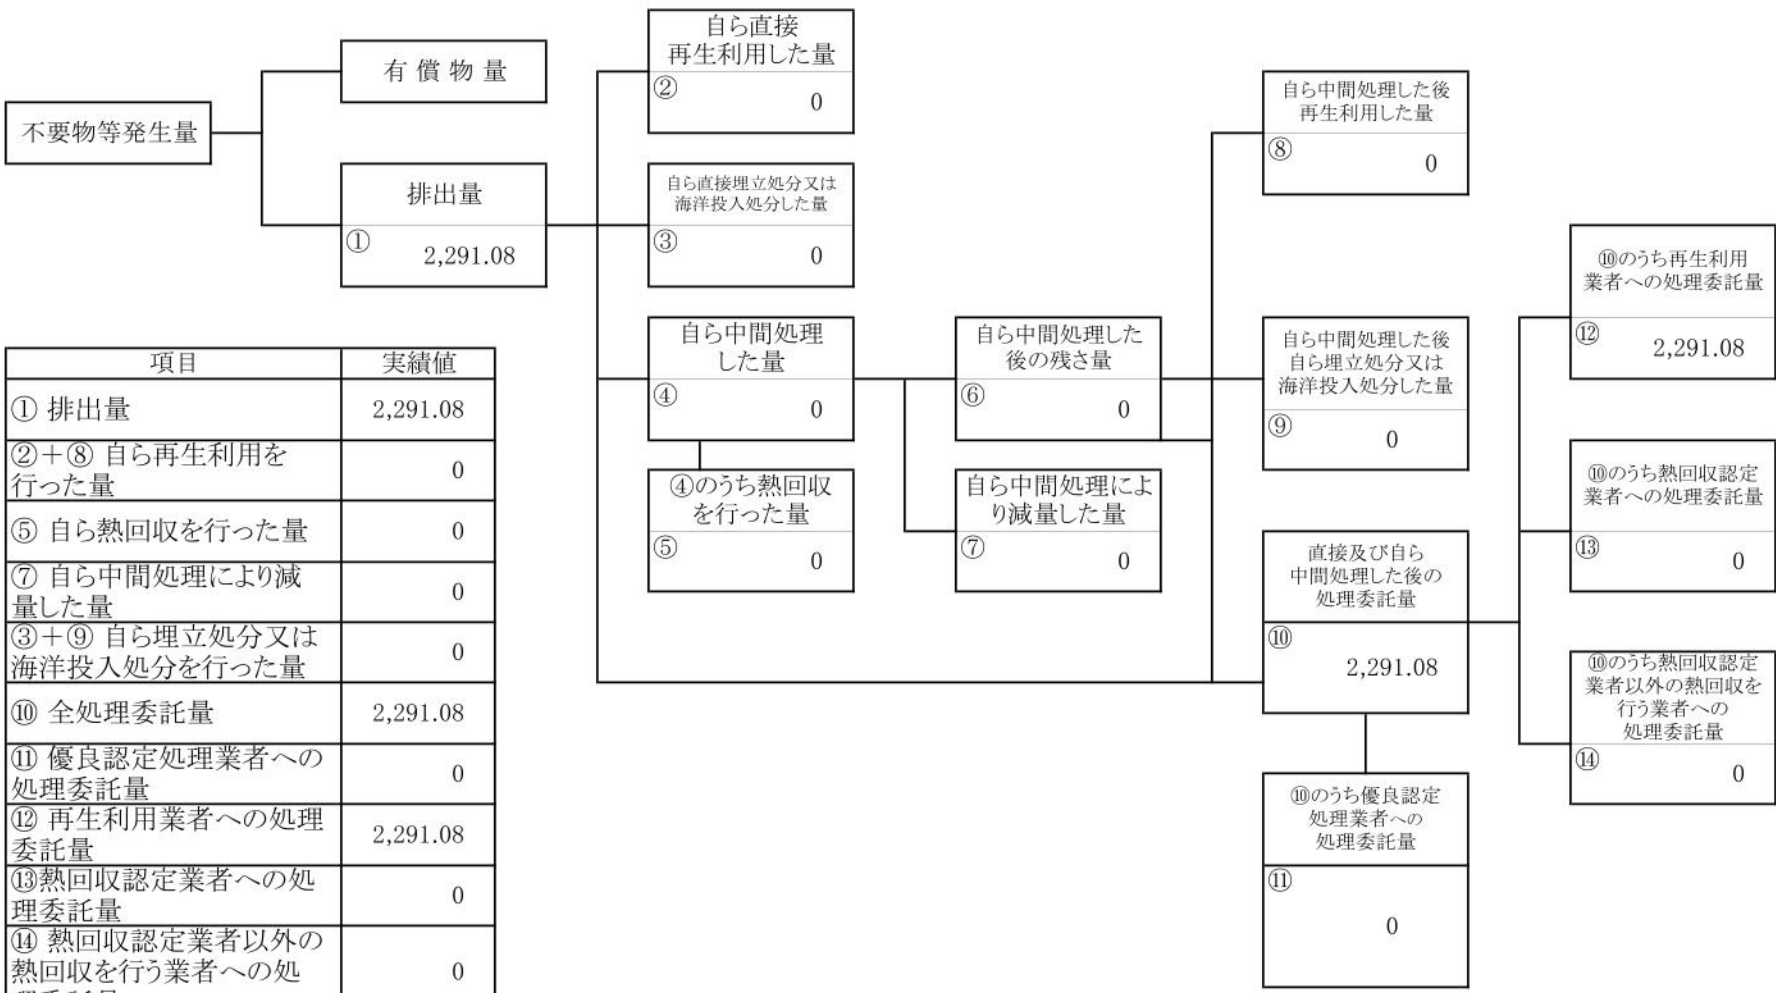 不要物等発生量
有 償 物 量
排出量
①
2,291.08
自ら直接
再生利用した量
②
0
自ら直接埋立処分又は
海洋投入処分した量
③
0
自ら中間処理
した量
④
0
④のうち熱回収
を行った量
⑤
0
自ら中間処理した
後の残さ量
⑥
0
自ら中間処理によ
り減量した量
⑦
0
自ら中間処理した後
再生利用した量
⑧
0
自ら中間処理した後
自ら埋立処分又は
海洋投入処分した量
⑨
0
直接及び自ら
中間処理した後の
処理委託量
⑩
2,291.08
⑩のうち優良認定
処理業者への
処理委託量
⑪
0
⑩のうち再生利用
業者への処理委託量
⑫
2,291.08
⑩のうち熱回収認定
業者への処理委託量
⑬
0
⑩のうち熱回収認定
業者以外の熱回収を
行う業者への
処理委託量
⑭
0
項目 実績値
① 排出量 2,291.08
②＋⑧ 自ら再生利用を
行った量 0
⑤ 自ら熱回収を行った量 0
⑦ 自ら中間処理により減
量した量 0
③＋⑨ 自ら埋立処分又は
海洋投入処分を行った量 0
⑩ 全処理委託量 2,291.08
⑪ 優良認定処理業者への
処理委託量 0
⑫ 再生利用業者への処理
委託量 2,291.08
⑬熱回収認定業者への処
理委託量 0
⑭ 熱回収認定業者以外の
熱回収を行う業者への処 0